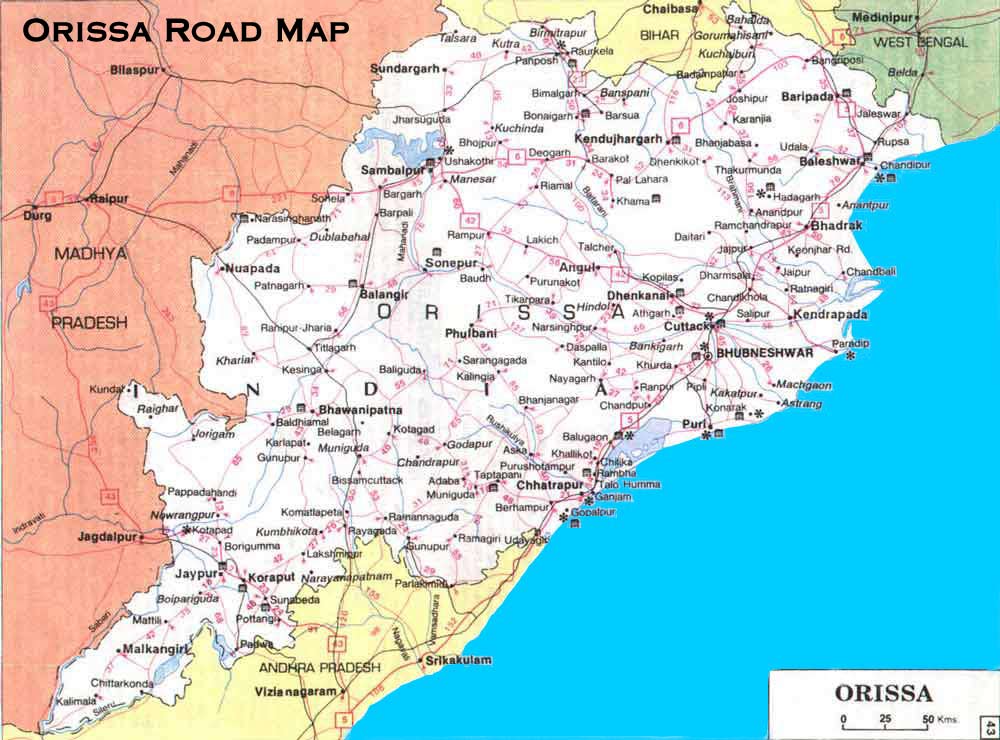 ORISSA ROAD MAP
Chaibasa
Bahalda
Medinipur
BIHAR
Gorumahisani
WEST BENGAL
Talsara
Kutra
Birmitrapur
Raurkela
Panposh
Kuchaiburi
Bangriposi
Belda
Bilaspur
Sundargarh
Badampahar
Bimalgarh
Banspani
Joshipur
Baripada
Jharsuguda
Bonaigarh
Barsua
Karanjia
Jaleswar
Kuchinda
Kendujhargarh
Bhanjabasa
Udala
Rupsa
Bhojpur
Ushakothi
Deogarh
Barakot
Dhenkikot
Thakurmunda
Baleshwar
Chandipur
Sambalpur
Manesar
Riamal
Pal Lahara
Hadagarh
Raipur
Sohela
Bargarh
Khama
Anandpur
Anantpur
Durg
Narasinghanath
Barpali
Mahanadi
Baitarani
Brahmani
Ramchandrapur
Bhadrak
Padampur
Dublabahal
Rampur
Lakich
Talcher
Daitari
Jajpur
Keonjhar Rd.
MADHYA
Nuapada
Sonepur
Baudh
Angul
Purunakot
Kopilas
Dharmsala
Jaipur
Chandbali
Patnagarh
Balangir
Tikarpara
Hindol
Dhenkanal
Chandikhola
Ratnagiri
ORISSA
Athgarh
Salipur
Kendrapada
PRADESH
Ranipur-Jharia
Phulbani
Narsinghpur
Cuttack
Titlagarh
Daspalla
Bankigarh
BHUBNESHWAR
Paradip
Khariar
Kesinga
Baliguda
Sarangagada
Kalingia
Kantilo
Khurda
Nayagarh
Ranpur
Pipli
Machgaon
Kundai
INDIA
Kakatpur
Astrang
Raighar
Bhawanipatna
Bhanjanagar
Chandpur
Konarak
Baldhiamal
Rushikulya
Puri
Jorigam
Belagarh
Kotagad
Balugaon
Karlapat
Muniguda
Godapur
Aska
Khallikot
Gunupur
Chandrapur
Purushotampur
Chilika
Bissamcuttack
Adaba
Taptapani
Rambha
Pappadahandi
Muniguda
Chhatrapur
Talo Humma
Ganjam
Nowrangpur
Komatlapeta
Ramannaguda
Berhampur
Gopalpur
Indravati
Kotapad
Kumbhikota
Rayagada
Jagdalpur
Borigumma
Gunupur
Ramagiri
Udayagiri
Lakshmipur
Jaypur
Koraput
Narayanapatnam
Parlakimidi
Boipariguda
Sunabeda
Sabari
Mattili
Pottangi
Nagavali
Vamsadhara
Malkangiri
Padwa
ANDHRA PRADESH
Srikakulam
Chittarkonda
Vizianagaram
Kalimala
Sileru
ORISSA
0 25 50 Kms.
43